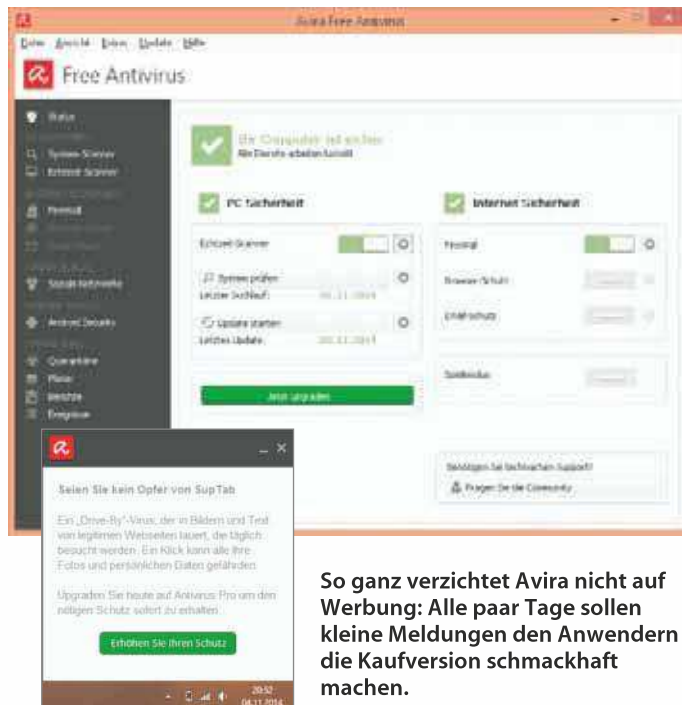 Avira Free Antivirus
Datei Ansicht Extras Update Hilfe
Free Antivirus
Status
System-Scanner
Echtzeit-Scanner
Firewall
Soziale Netzwerke
Android Security
Quarantäne
Planer
Berichte
Ereignisse
Ihr Computer ist sicher
Alle Dienste arbeiten korrekt
PC Sicherheit
Echtzeit-Scanner
System prüfen
Letzter Suchlauf:
Update starten
Letztes Update:
Jetzt upgraden
Internet Sicherheit
Firewall
Browser-Schutz
Email-Schutz
Spielmodus
Benötigen Sie technischen Support?
Fragen Sie die Community
Seien Sie kein Opfer von SupTab
Ein „Drive-By“-Virus, der in Bildern und Text
von legitimen Webseiten lauert, die täglich
besucht werden. Ein Klick kann alle Ihre
Fotos und persönlichen Daten gefährden.
Upgraden Sie heute auf Antivirus Pro um den
nötigen Schutz sofort zu erhalten.
Erhöhen Sie Ihren Schutz
20:52
04.11.2014
So ganz verzichtet Avira nicht auf
Werbung: Alle paar Tage sollen
kleine Meldungen den Anwendern
die Kaufversion schmackhaft
machen.